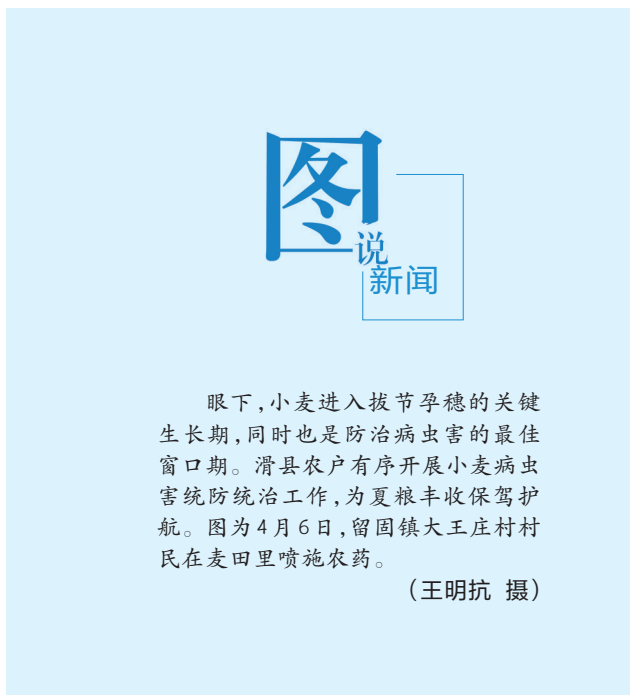 图
说
新闻
眼下,小麦进入拔节孕穗的关键
生长期,同时也是防治病虫害的最佳
窗口期。滑县农户有序开展小麦病虫
害统防统治工作,为夏粮丰收保驾护
航。图为4月6日,留固镇大王庄村村
民在麦田里喷施农药。
（王明抗 摄）